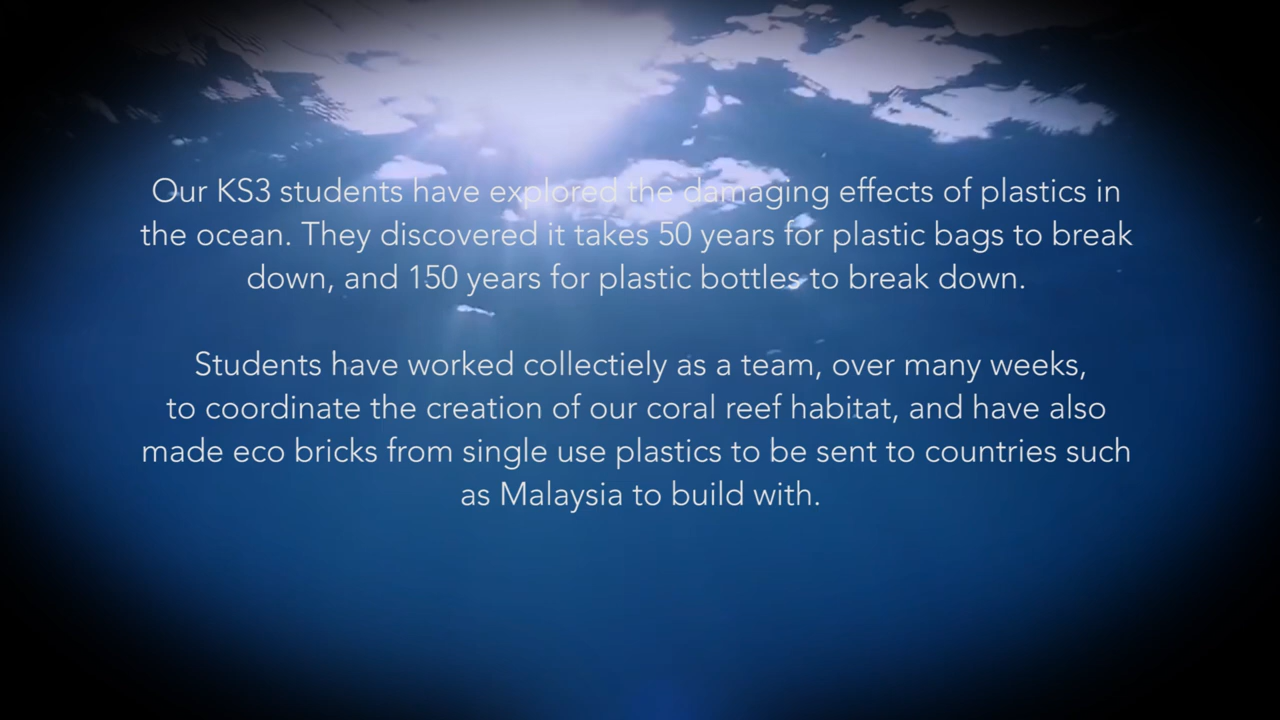 Our KS3 students have explored the damaging effects of plastics in
the ocean. They discovered it takes 50 years for plastic bags to break
down, and 150 years for plastic bottles to break down.
Students have worked collectiely as a team, over many weeks,
to coordinate the creation of our coral reef habitat, and have also
made eco bricks from single use plastics to be sent to countries such
as Malaysia to build with.